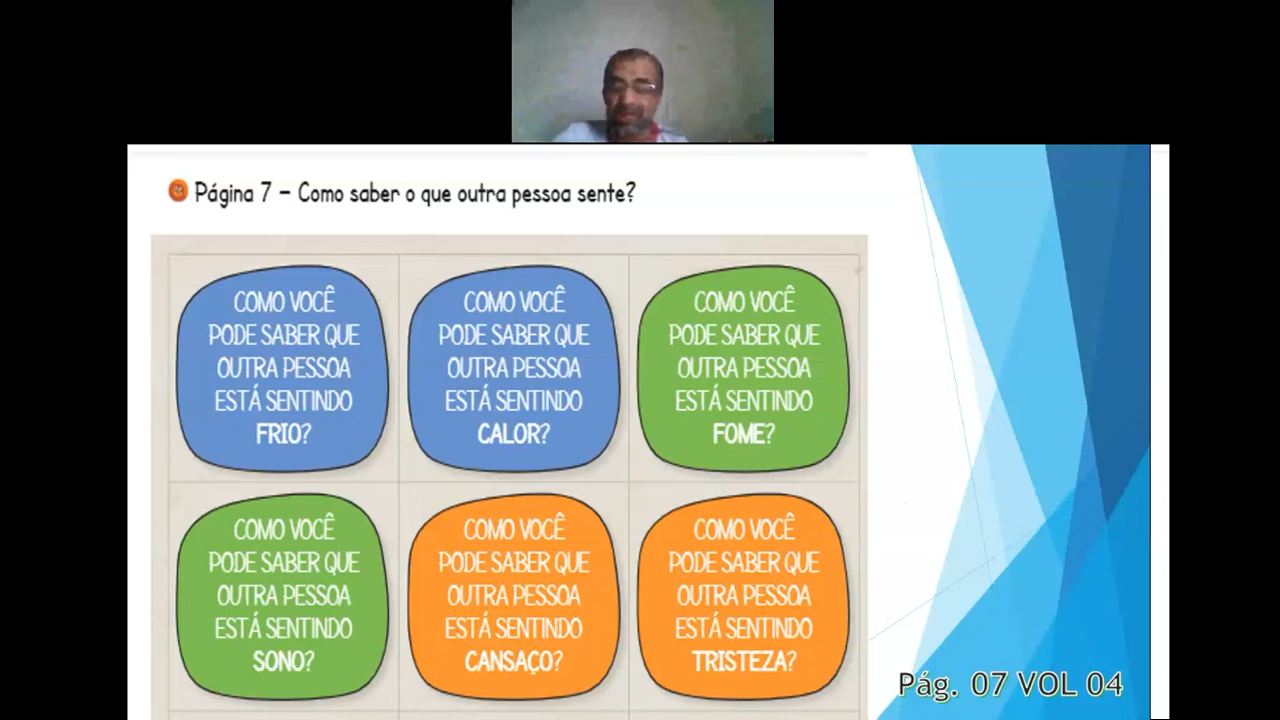 Página 7 – Como saber o que outra pessoa sente?
COMO VOCÊ
PODE SABER QUE
OUTRA PESSOA
ESTÁ SENTINDO
FRIO?
COMO VOCÊ
PODE SABER QUE
OUTRA PESSOA
ESTÁ SENTINDO
CALOR?
COMO VOCÊ
PODE SABER QUE
OUTRA PESSOA
ESTÁ SENTINDO
FOME?
COMO VOCÊ
PODE SABER QUE
OUTRA PESSOA
ESTÁ SENTINDO
SONO?
COMO VOCÊ
PODE SABER QUE
OUTRA PESSOA
ESTÁ SENTINDO
CANSAÇO?
COMO VOCÊ
PODE SABER QUE
OUTRA PESSOA
ESTÁ SENTINDO
TRISTEZA?
Pág. 07 VOL 04